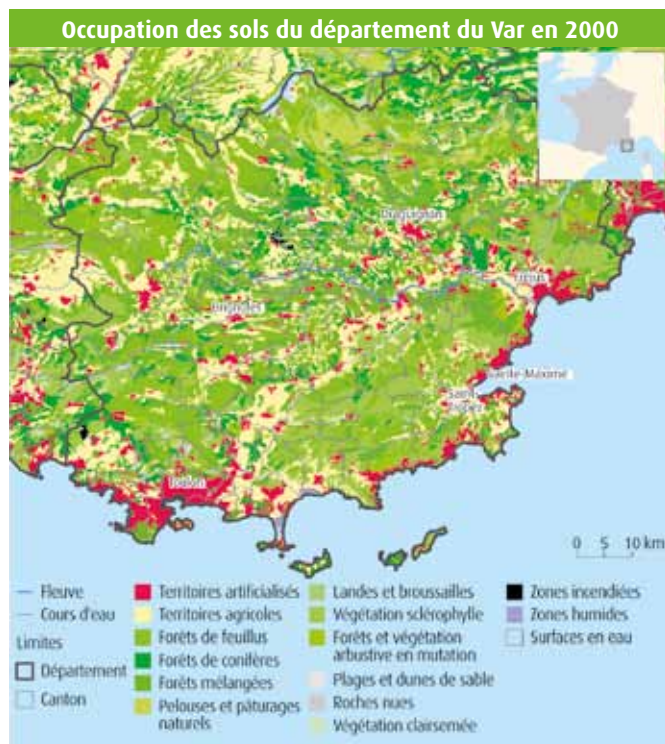 Occupation des sols du département du Var en 2000
Draguignan
Fréjus
Brignoles
Sainte-Maxime
Saint-
Tropez
Toulon
0 5 10 km
Fleuve
Cours d'eau
Limites
Département
Canton
Territoires artificialisés
Territoires agricoles
Forêts de feuillus
Forêts de conifères
Forêts mélangées
Pelouses et pâturages
naturels
Landes et broussailles
Végétation sclérophylle
Forêts et végétation
arbustive en mutation
Plages et dunes de sable
Roches nues
Végétation clairsemée
Zones incendiées
Zones humides
Surfaces en eau